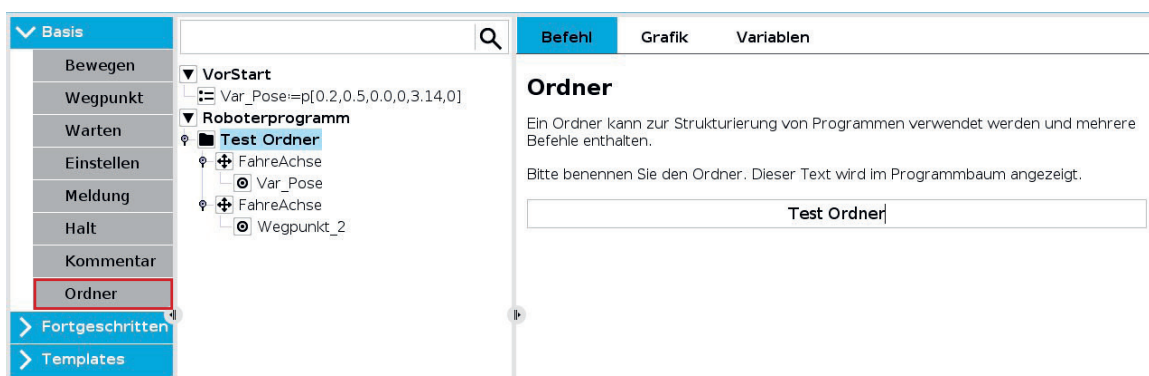 Basis
Bewegen
Wegpunkt
Warten
Einstellen
Meldung
Halt
Kommentar
Ordner
Fortgeschritten
Templates
VorStart
Var_Pose:=p[0.2,0.5,0.0,0,3.14,0]
Roboterprogramm
Test Ordner
FahreAchse
Var_Pose
FahreAchse
Wegpunkt_2
Befehl Grafik Variablen
Ordner
Ein Ordner kann zur Strukturierung von Programmen verwendet werden und mehrere
Befehle enthalten.
Bitte benennen Sie den Ordner. Dieser Text wird im Programmbaum angezeigt.
Test Ordner